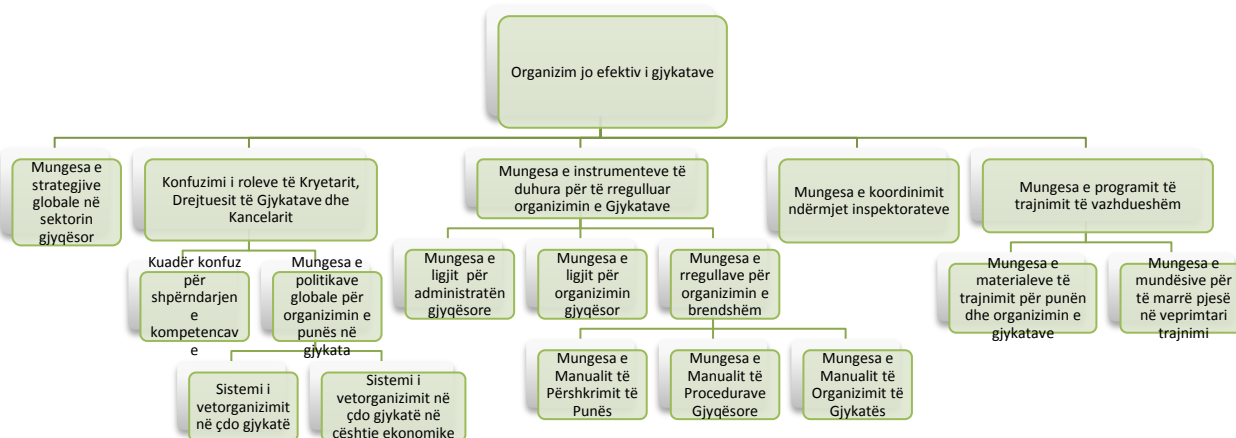 Organizim jo efektiv i gjykatave
Mungesa e
strategjive
globale në
sektorin
gjyqësor
Konfuzimi i roleve të Kryetarit,
Drejtuesit të Gjykatave dhe
Kancelarit
Mungesa e instrumenteve të
duhura për të rregulluar
organizimin e Gjykatave
Mungesa e koordinimit
ndërmjet inspektorateve
Mungesa e programit të
trajnimit të vazhdueshëm
Kuadër konfuz
për
shpërndarjen
e
kompetencav
e
Mungesa e
politikave
globale për
organizimin e
punës në
gjykata
Mungesa e
ligjit për
administratën
gjyqësore
Mungesa e
ligjit për
organizimin
gjyqësor
Mungesa e
rregullave për
organizimin e
brendshëm
Mungesa e
materialeve të
trajnimit për punën
dhe organizimin e
gjykatave
Mungesa e
mundësive për
të marrë pjesë
në veprimtari
trajnimi
Sistemi i
vetorganizimit
në çdo gjykatë
Sistemi i
vetorganizimit në
çdo gjykatë në
cështje ekonomike
Mungesa e
Manualit të
Përshkrimit të
Punës
Mungesa e
Manualit të
Procedurave
Gjyqësore
Mungesa e
Manualit të
Organizimit të
Gjykatës